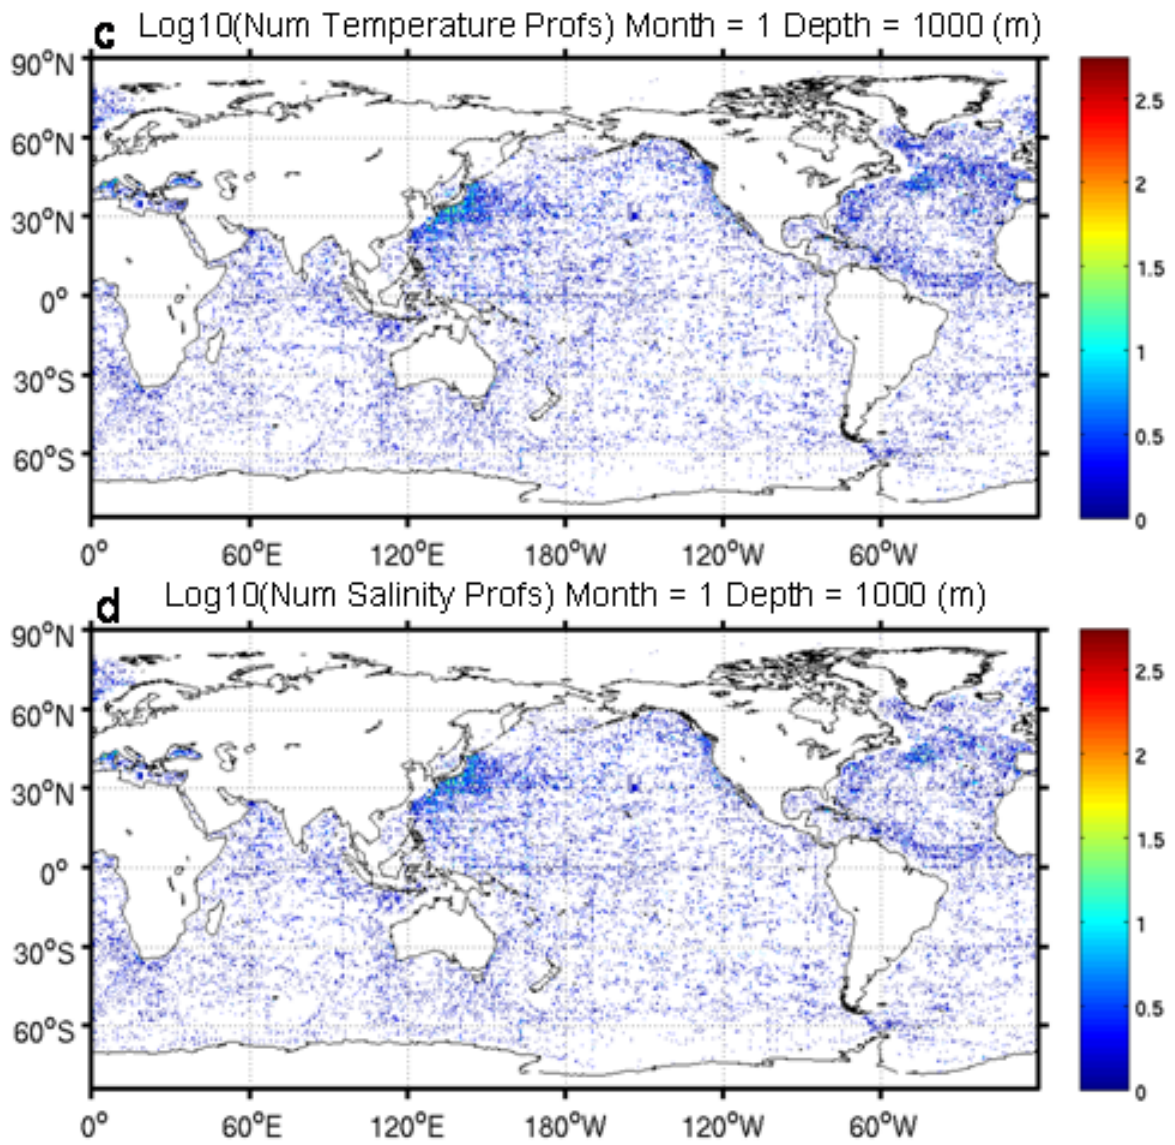 c Log10(Num Temperature Profs) Month = 1 Depth = 1000 (m)
90°N
60°N
30°N
0°
30°S
60°S
0° 60°E 120°E 180°W 120°W 60°W
2.5
2
1.5
1
0.5
0
d Log10(Num Salinity Profs) Month = 1 Depth = 1000 (m)
90°N
60°N
30°N
0°
30°S
60°S
0° 60°E 120°E 180°W 120°W 60°W
2.5
2
1.5
1
0.5
0